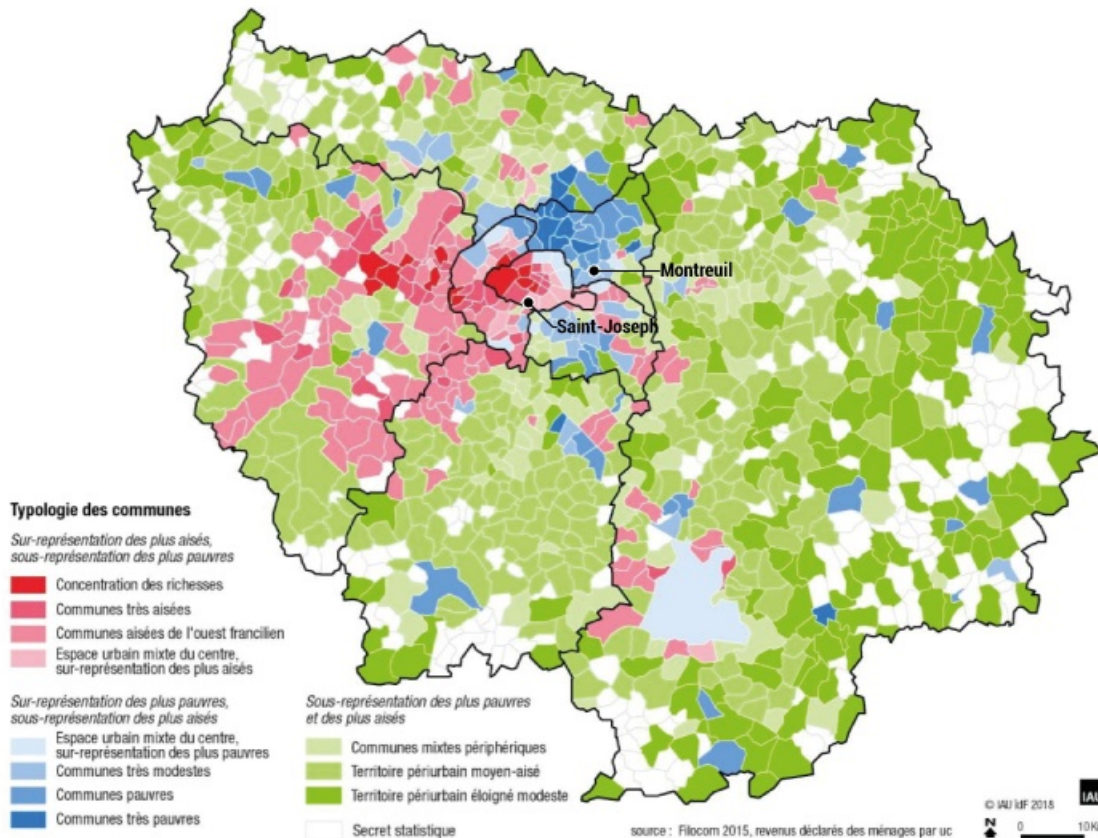 Montreuil
Saint-Joseph
Typologie des communes
Sur-représentation des plus aisés,
sous-représentation des plus pauvres
Concentration des richesses
Communes très aisées
Communes aisées de l'ouest francilien
Espace urbain mixte du centre,
sur-représentation des plus aisés
Sur-représentation des plus pauvres,
sous-représentation des plus aisés
Espace urbain mixte du centre,
sur-représentation des plus pauvres
Communes très modestes
Communes pauvres
Communes très pauvres
Sous-représentation des plus pauvres
et des plus aisés
Communes mixtes périphériques
Territoire périurbain moyen-aisé
Territoire périurbain éloigné modeste
Secret statistique
source : Filocom 2015, revenus déclarés des ménages par uc
© IAU îdF 2018
IAU
N
0 10